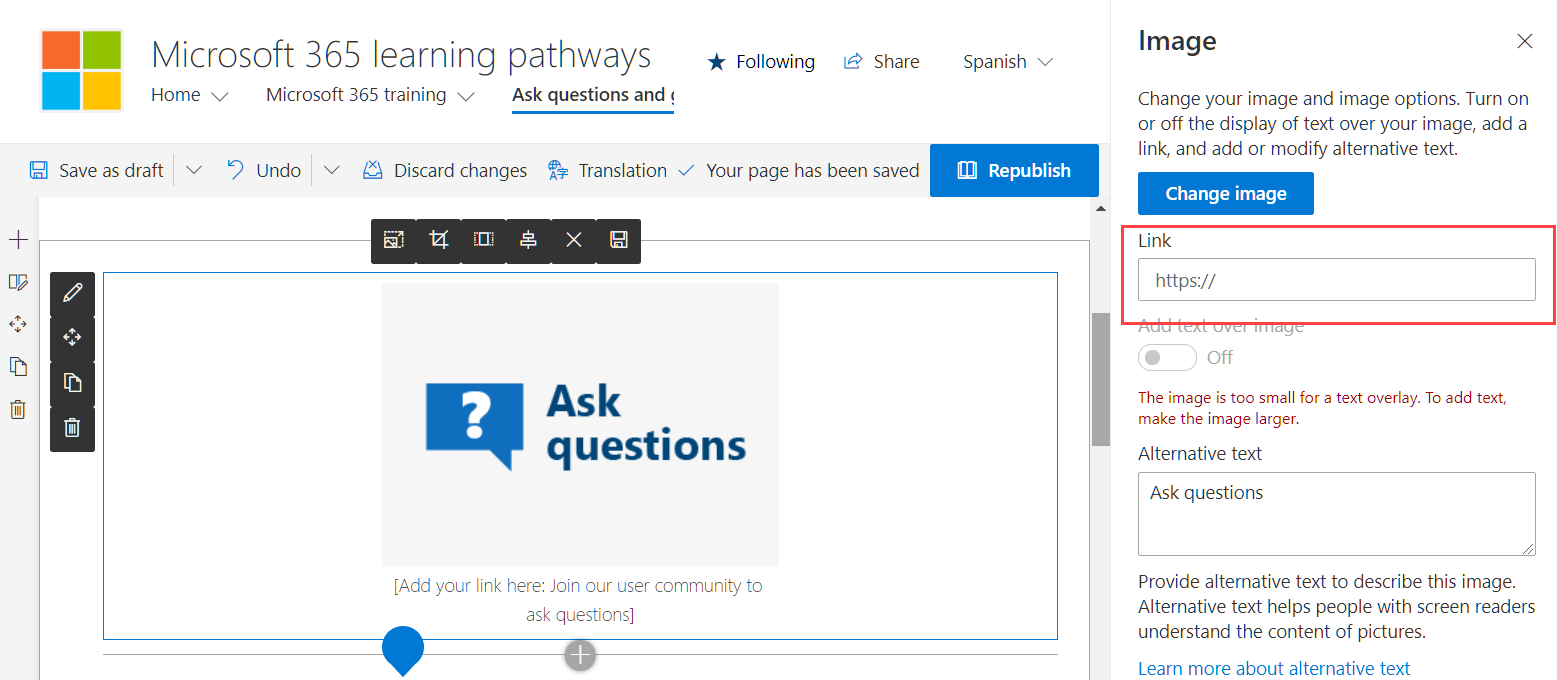 Microsoft 365 learning pathways
Following
Share
Spanish
Home
Microsoft 365 training
Ask questions and
Save as draft
Undo
Discard changes
Translation
Your page has been saved
Republish
?
Ask
questions
[Add your link here: Join our user community to
ask questions]
Image
Change your image and image options. Turn on
or off the display of text over your image, add a
link, and add or modify alternative text.
Change image
Link
https://
Add text over image
Off
The image is too small for a text overlay. To add text,
make the image larger.
Alternative text
Ask questions
Provide alternative text to describe this image.
Alternative text helps people with screen readers
understand the content of pictures.
Learn more about alternative text